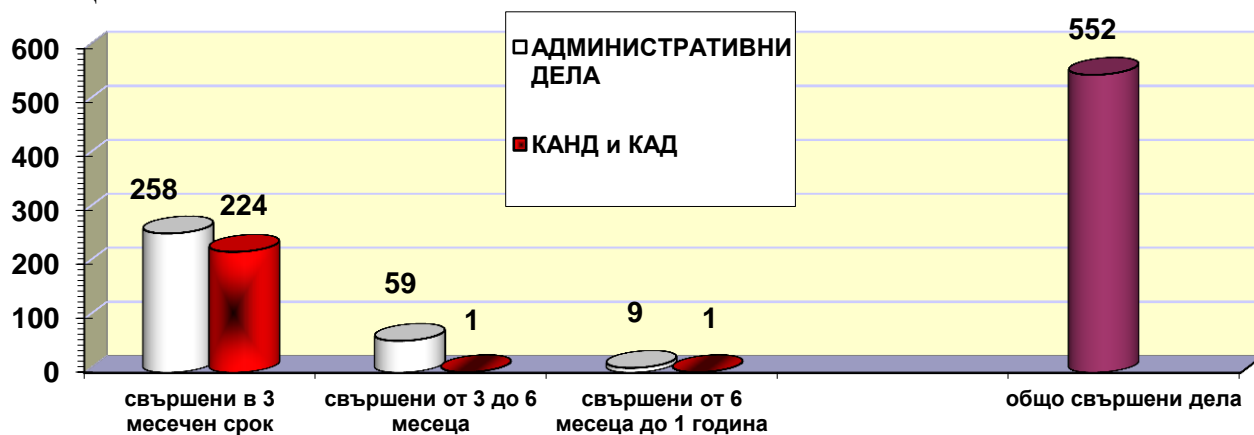 АДМИНИСТРАТИВНИ
ДЕЛА
КАНД и КАД
600
500
400
300
200
100
0
258
224
59
1
9
1
552
свършени в 3
месечен срок
свършени от 3 до 6
месеца
свършени от 6
месеца до 1 година
общо свършени дела